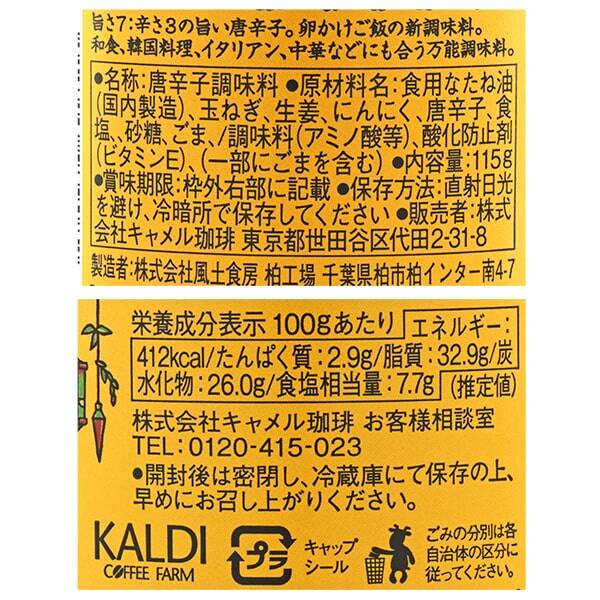 旨さ7:辛さ3の旨い唐辛子。卵かけご飯の新調味料。
和食、韓国料理、イタリアン、中華などにも合う万能調味料。
●名称:唐辛子調味料 ●原材料名:食用なたね油
(国内製造)、玉ねぎ、生姜、にんにく、唐辛子、食
塩、砂糖、ごま、/調味料(アミノ酸等)、酸化防止剤
(ビタミンE)、(一部にごまを含む) ●内容量:115g
●賞味期限:枠外右部に記載 ●保存方法:直射日光
を避け、冷暗所で保存してください ●販売者:株式
会社キャメル珈琲 東京都世田谷区代田2-31-8
製造者:株式会社風土食房 柏工場 千葉県柏市柏インター南4-7
栄養成分表示 100gあたり エネルギー:
412kcal/たんぱく質:2.9g/脂質:32.9g/炭
水化物:26.0g/食塩相当量:7.7g (推定値)
株式会社キャメル珈琲 お客様相談室
TEL:0120-415-023
●開封後は密閉し、冷蔵庫にて保存の上、
早めにお召し上がりください。
KALDI
COFFEE FARM
プラ
キャップ
シール
ごみの分別は各
自治体の区分に
従ってください。